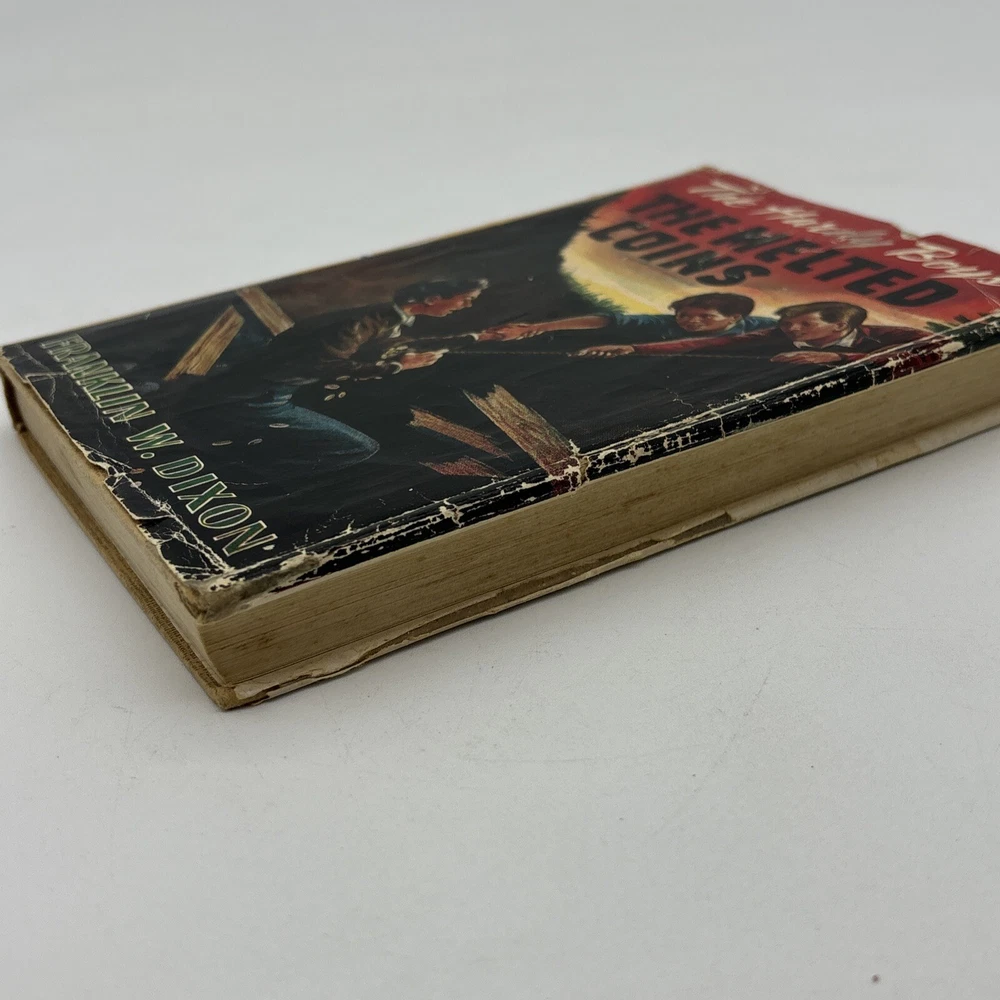 The Hardy Boys
THE MELTED
COINS
FRANKLIN W. DIXON